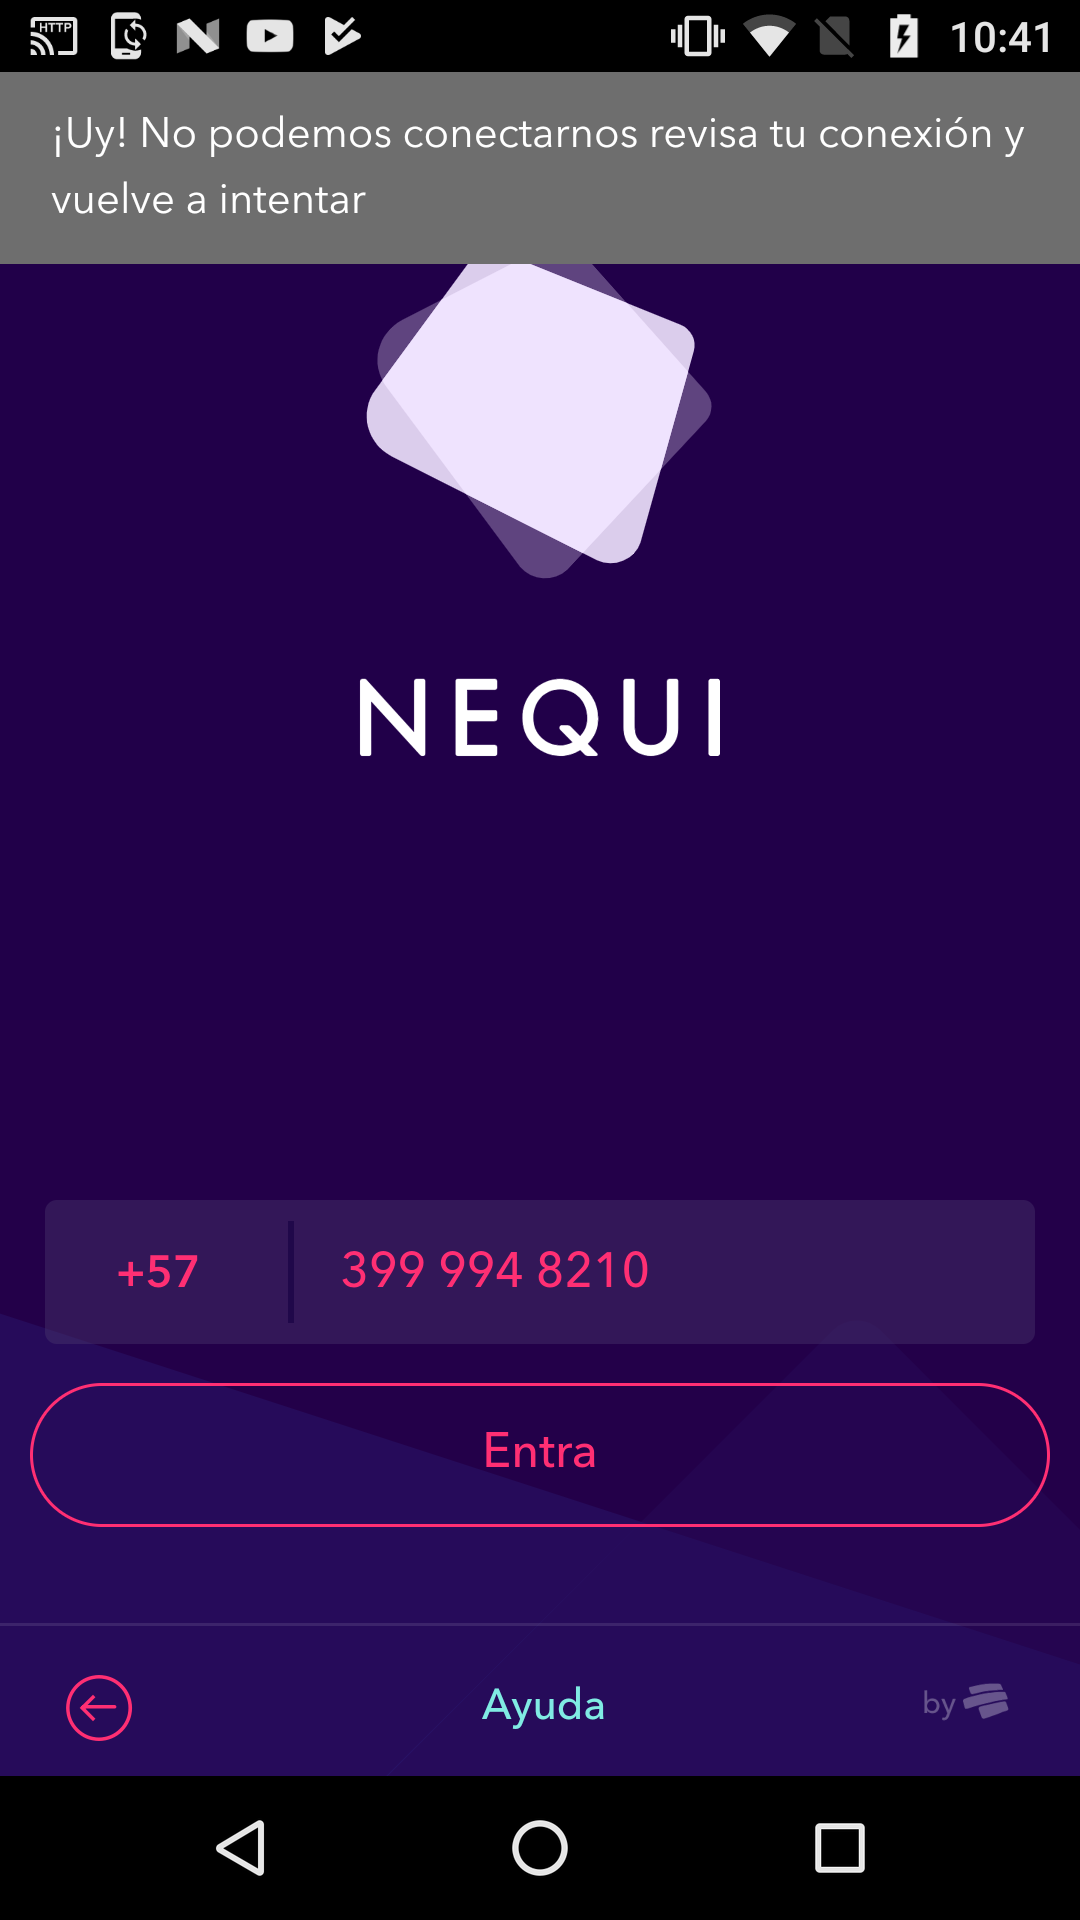 HTTP
10:41
¡Uy! No podemos conectarnos revisa tu conexión y
vuelve a intentar
NEQUI
+57 399 994 8210
Entra
Ayuda
by